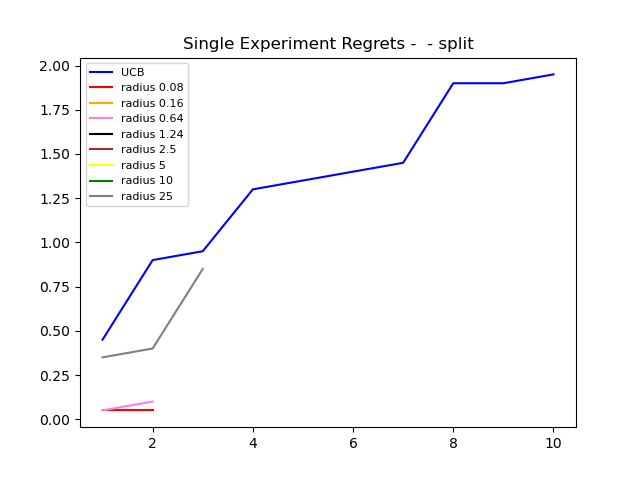 Single Experiment Regrets -  - split
2.00
1.75
1.50
1.25
1.00
0.75
0.50
0.25
0.00
UCB
radius 0.08
radius 0.16
radius 0.64
radius 1.24
radius 2.5
radius 5
radius 10
radius 25
2 4 6 8 10